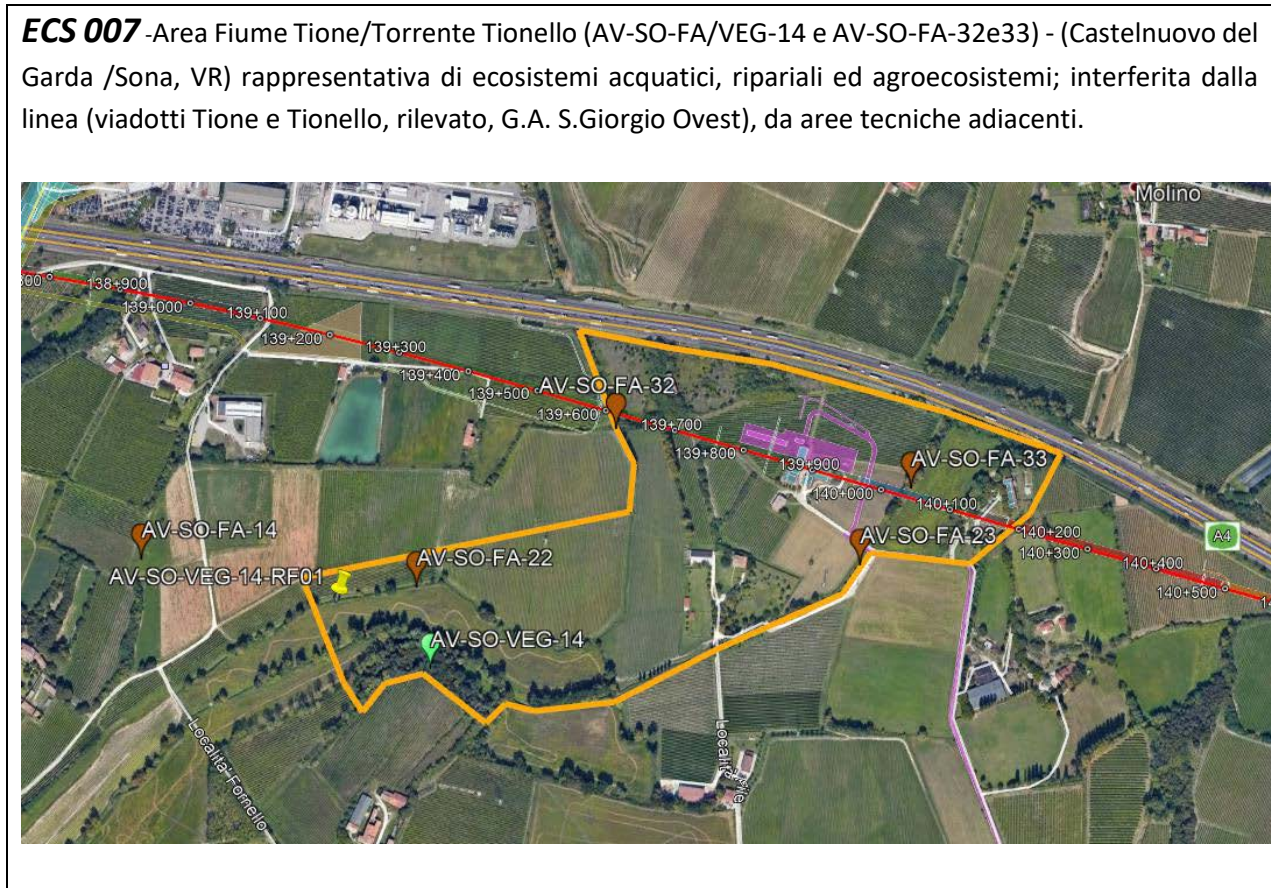 ECS 007 -Area Fiume Tione/Torrente Tionello (AV-SO-FA/VEG-14 e AV-SO-FA-32e33) - (Castelnuovo del
Garda /Sona, VR) rappresentativa di ecosistemi acquatici, ripariali ed agroecosistemi; interferita dalla
linea (viadotti Tione e Tionello, rilevato, G.A. S.Giorgio Ovest), da aree tecniche adiacenti.
Molino
138+900
139+000
139+100
139+200
139+300
139+400
139+500
AV-SO-FA-32
139+600
139+700
139+800
139+900
AV-SO-FA-33
140+000
140+100
140+200
140+300
140+400
140+500
A4
AV-SO-FA-14
AV-SO-FA-22
AV-SO-FA-23
AV-SO-VEG-14-RF01
AV-SO-VEG-14
Località Fornello